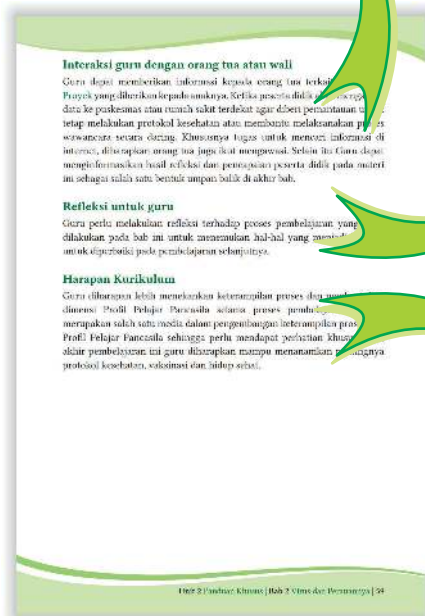 Interaksi guru dengan orang tua atau wali
Guru dapat memberikan informasi kepada orang tua
Proyek yang diberikan kepada anaknya. Ketika peserta didik
data ke puskesmas atau rumah sakit terdekat agar diberi pemantauan
tetap melakukan protokol kesehatan atau membantu melaksanakan
wawancara secara daring. Khususnya tugas untuk mencari informasi di
internet, diharapkan orang tua juga ikut mengawasi. Selain itu Guru dapat
menginformasikan hasil refleksi dan pencapaian peserta didik pada materi
ini sebagai salah satu bentuk umpan balik di akhir bab.
Refleksi untuk guru
Guru perlu melakukan refleksi terhadap proses pembelajaran yang
dilakukan pada bab ini untuk menemukan hal-hal yang
untuk diperbaiki pada pembelajaran selanjutnya.
Harapan Kurikulum
Guru diharapan lebih menekankan keterampilan proses dan
dimensi Profil Pelajar Pancasila selama proses
merupakan salah satu media dalam pengembangan keterampilan
Profil Pelajar Pancasila sehingga perlu mendapat perhatian
akhir pembelajaran ini guru diharapkan mampu menanamkan
protokol kesehatan, vaksinasi dan hidup sehat.
Unit 2 Panduan Khusus | Bab 2 Virus dan Peranannya | 59